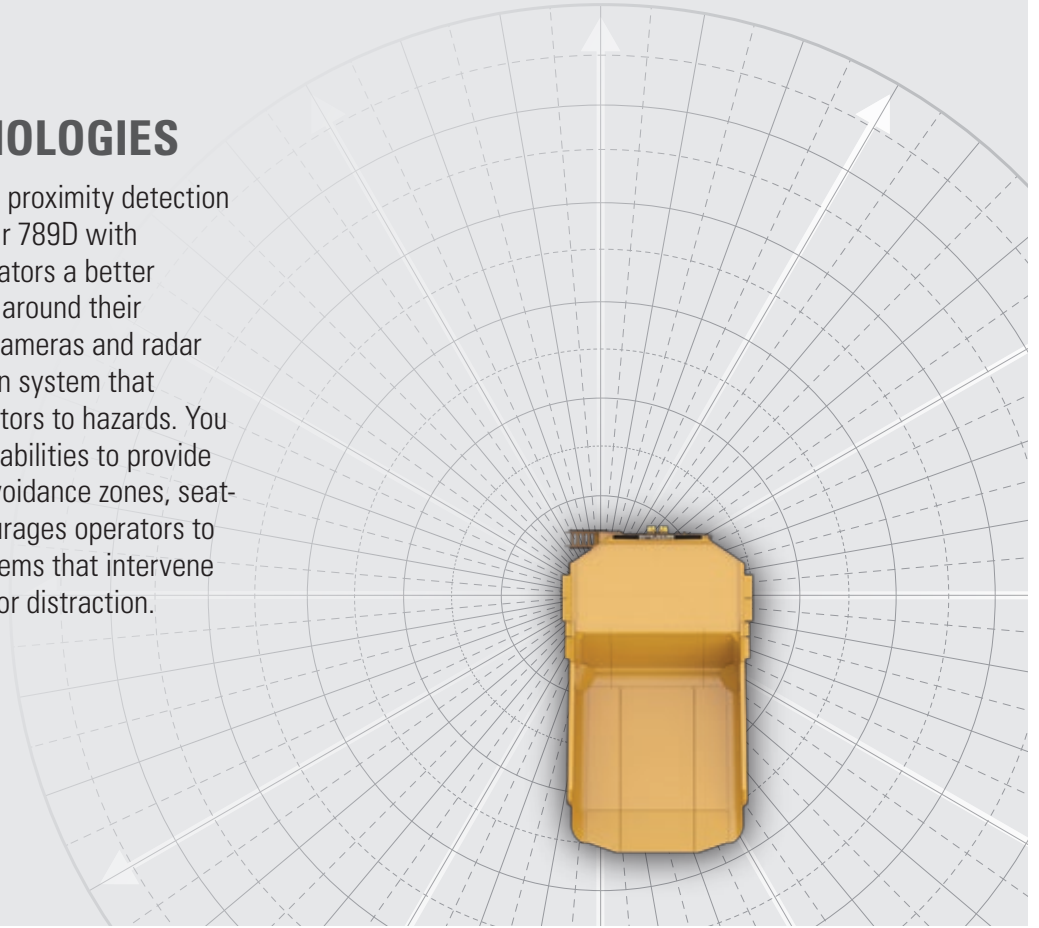 NOLOGIES
proximity detection
r 789D with
ators a better
around their
ameras and radar
n system that
tors to hazards. You
abilities to provide
voidance zones, seat-
urages operators to
ems that intervene
or distraction.